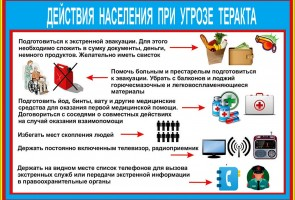 ДЕЙСТВИЯ НАСЕЛЕНИЯ ПРИ УГРОЗЕ ТЕРАКТА
Подготовиться к экстренной эвакуации. Для этого
необходимо сложить в сумку документы, деньги,
немного продуктов. Желательно иметь свисток
Помочь больным и престарелым подготовиться
к эвакуации. Убрать с балконов и лоджий
горючесмазочные и легковоспламеняющиеся
материалы
Подготовить йод, бинты, вату и другие медицинские
средства для оказания первой медицинской помощи.
Договориться с соседями о совместных действиях
на случай оказания взаимопомощи
Избегать мест скопления людей
Держать постоянно включенным телевизор, радиоприемник
Держать на видном месте список телефонов для вызова
экстренных служб или передачи экстренной информации
в правоохранительные органы